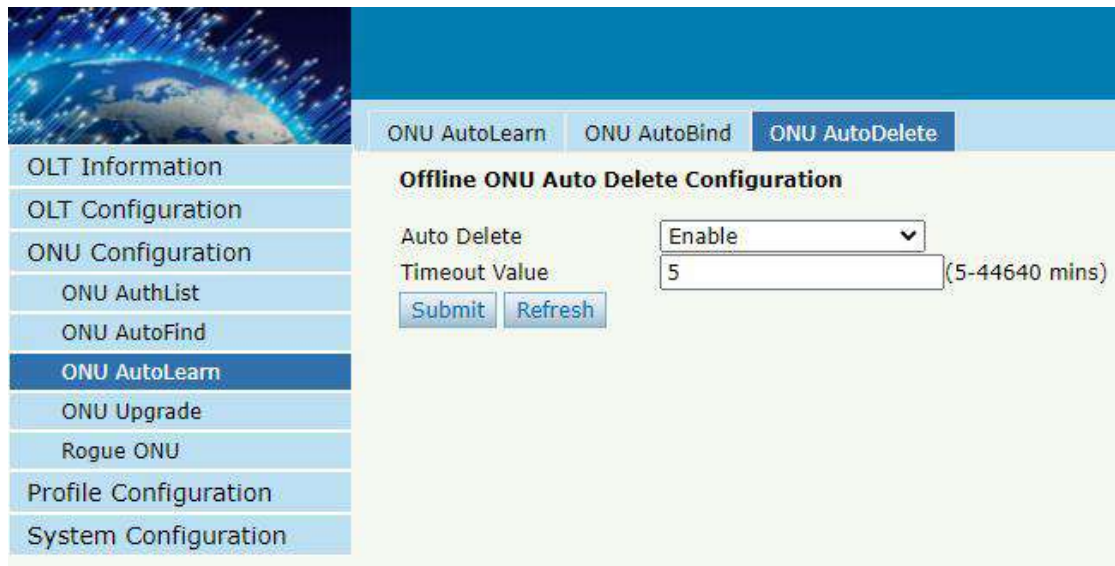 ONU AutoLearn ONU AutoBind ONU AutoDelete
OLT Information
OLT Configuration
ONU Configuration
ONU AuthList
ONU AutoFind
ONU AutoLearn
ONU Upgrade
Rogue ONU
Profile Configuration
System Configuration
Offline ONU Auto Delete Configuration
Auto Delete Enable
Timeout Value 5 (5-44640 mins)
Submit Refresh